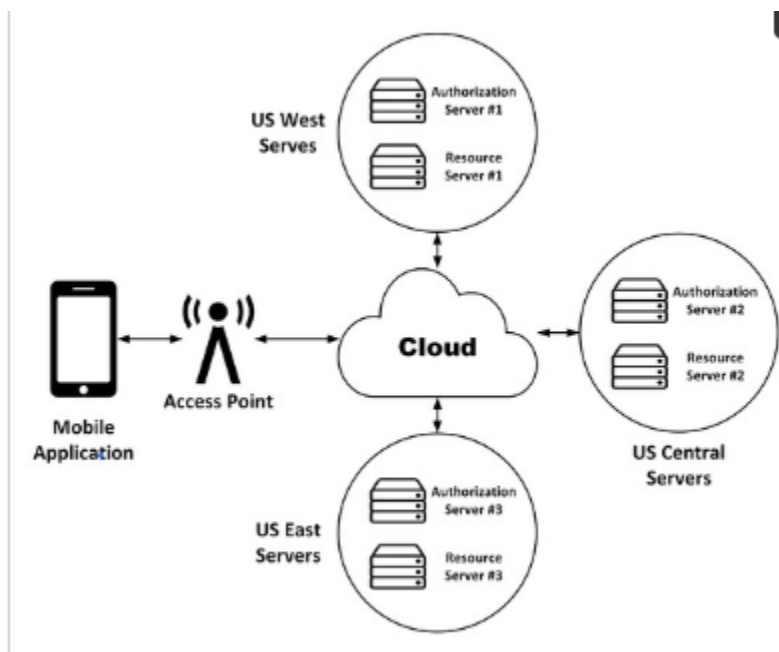 US West
Serves
Authorization
Server #1
Resource
Server #1
Mobile
Application
Access Point
Cloud
Authorization
Server #2
Resource
Server #2
US Central
Servers
US East
Servers
Authorization
Server #3
Resource
Server #3